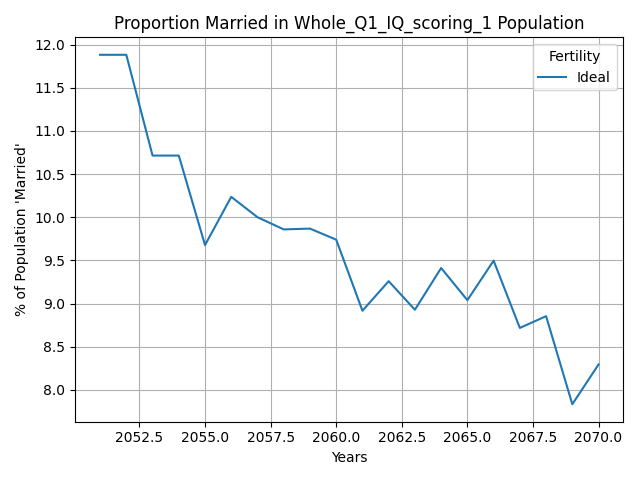 Proportion Married in Whole_Q1_IQ_scoring_1 Population
Fertility
Ideal
% of Population 'Married'
12.0
11.5
11.0
10.5
10.0
9.5
9.0
8.5
8.0
2052.5 2055.0 2057.5 2060.0 2062.5 2065.0 2067.5 2070.0
Years